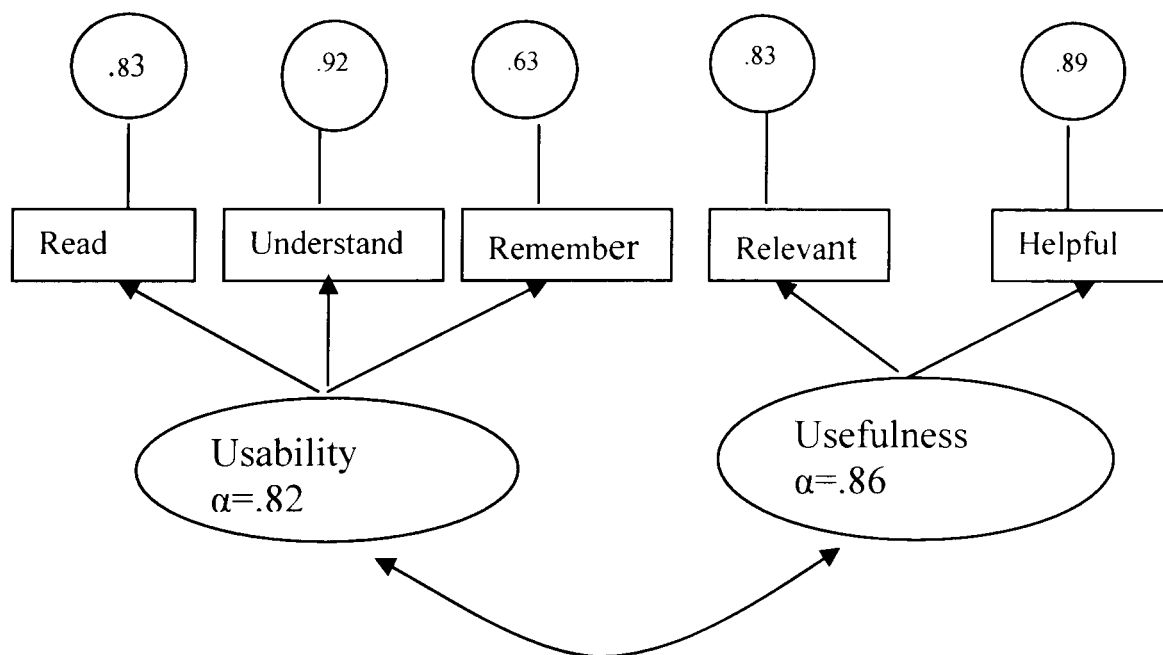 .83
.92
.63
.83
.89
Read
Understand
Remember
Relevant
Helpful
Usability
α=.82
Usefulness
α=.86